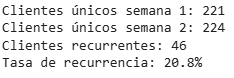 Clientes únicos semana 1: 221
Clientes únicos semana 2: 224
Clientes recurrentes: 46
Tasa de recurrencia: 20.8%